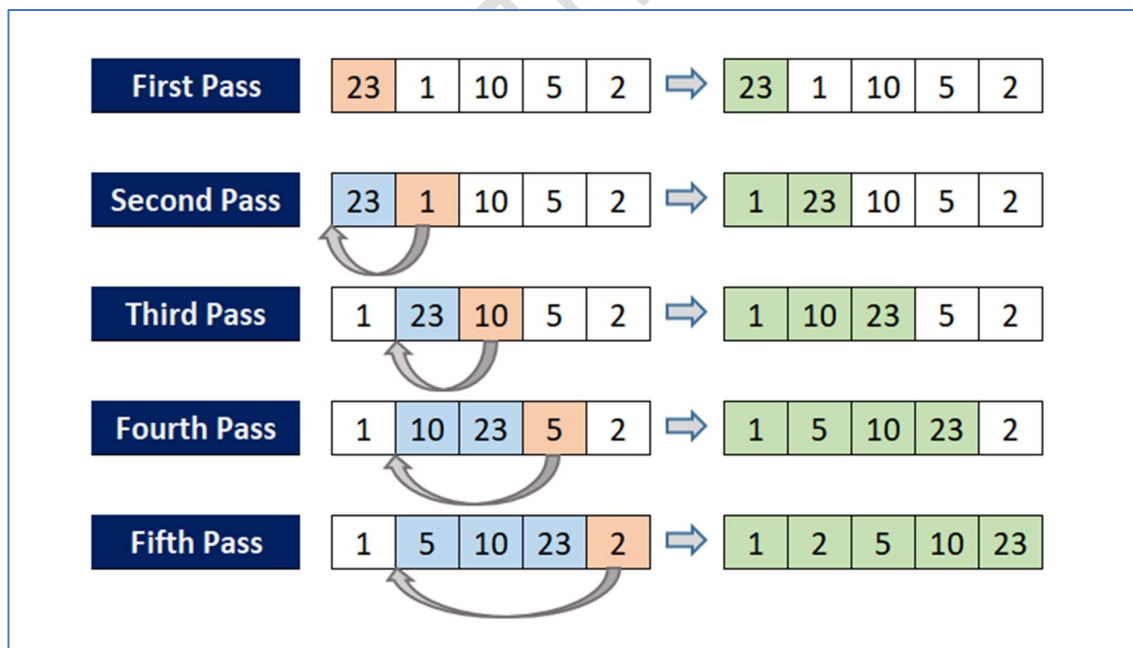 First Pass 23 1 10 5 2 23 1 10 5 2
Second Pass 23 1 10 5 2 1 23 10 5 2
Third Pass 1 23 10 5 2 1 10 23 5 2
Fourth Pass 1 10 23 5 2 1 5 10 23 2
Fifth Pass 1 5 10 23 2 1 2 5 10 23